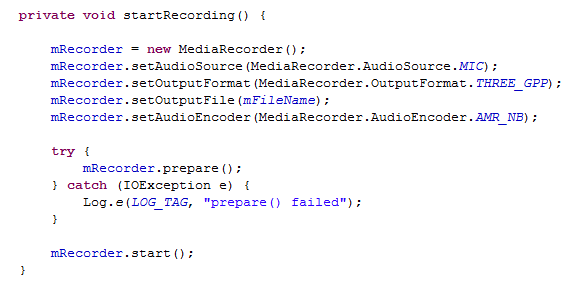 private void startRecording() {

    mRecorder = new MediaRecorder();
    mRecorder.setAudioSource(MediaRecorder.AudioSource.MIC);
    mRecorder.setOutputFormat(MediaRecorder.OutputFormat.THREE_GPP);
    mRecorder.setOutputFile(mFileName);
    mRecorder.setAudioEncoder(MediaRecorder.AudioEncoder.AMR_NB);

    try {
        mRecorder.prepare();
    } catch (IOException e) {
        Log.e(LOG_TAG, "prepare() failed");
    }

    mRecorder.start();
}